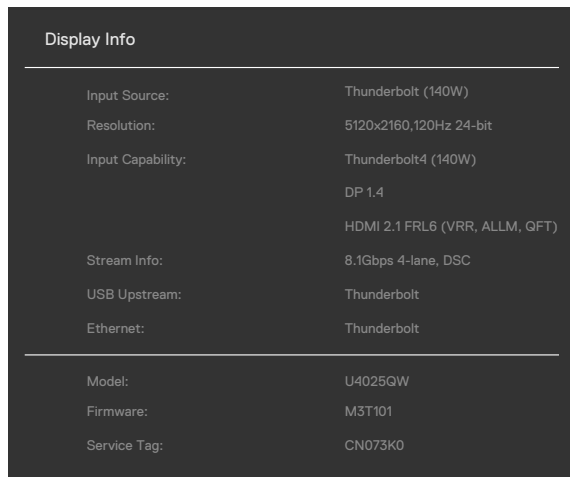 Display Info
Input Source: Thunderbolt (140W)
Resolution: 5120x2160,120Hz 24-bit
Input Capability: Thunderbolt4 (140W)
DP 1.4
HDMI 2.1 FRL6 (VRR, ALLM, QFT)
Stream Info: 8.1Gbps 4-lane, DSC
USB Upstream: Thunderbolt
Ethernet: Thunderbolt
Model: U4025QW
Firmware: M3T101
Service Tag: CN073K0